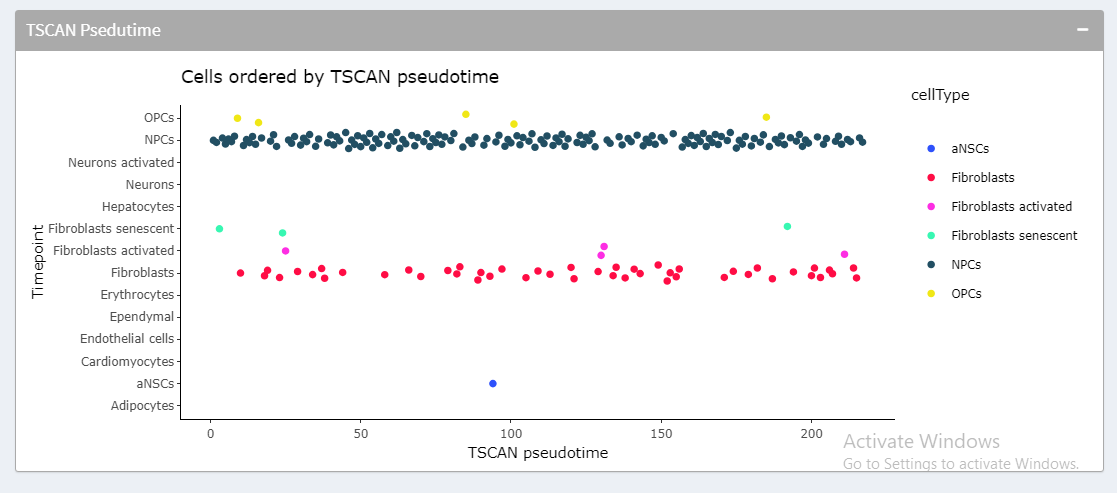 TSCAN Psedutime
Cells ordered by TSCAN pseudotime
cellType
OPCs
NPCs
Neurons activated
Neurons
Hepatocytes
Fibroblasts senescent
Fibroblasts activated
Fibroblasts
Erythrocytes
Ependymal
Endothelial cells
Cardiomyocytes
aNSCs
Adipocytes
Timepoint
0 50 100 150 200
TSCAN pseudotime
aNSCs
Fibroblasts
Fibroblasts activated
Fibroblasts senescent
NPCs
OPCs
Activate Windows
Go to Settings to activate Windows.